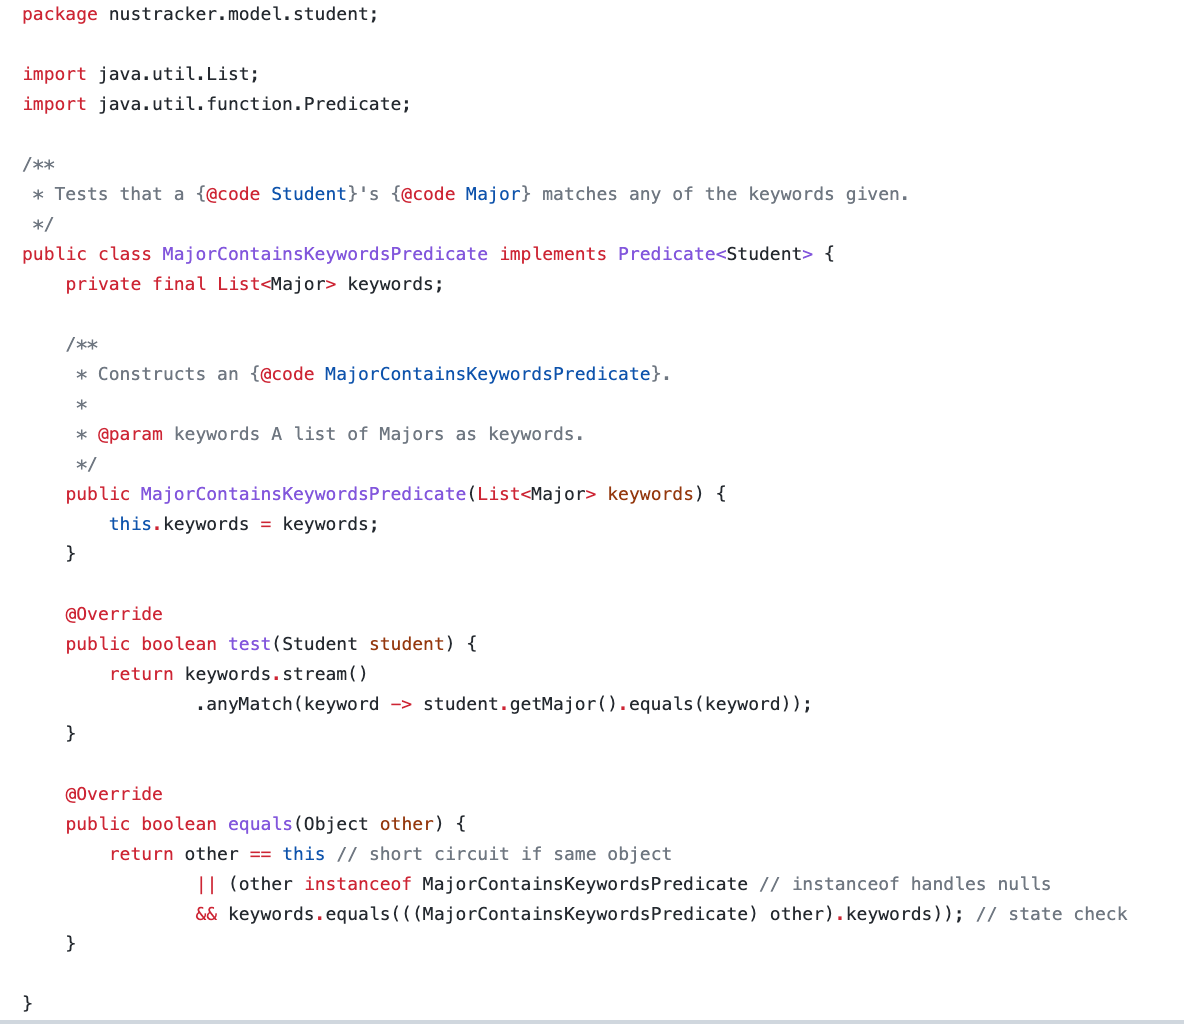 package nustracker.model.student;
import java.util.List;
import java.util.function.Predicate;
/**
 * Tests that a {@code Student}'s {@code Major} matches any of the keywords given.
 */
public class MajorContainsKeywordsPredicate implements Predicate<Student> {
    private final List<Major> keywords;
    /**
     * Constructs an {@code MajorContainsKeywordsPredicate}.
     *
     * @param keywords A list of Majors as keywords.
     */
    public MajorContainsKeywordsPredicate(List<Major> keywords) {
        this.keywords = keywords;
    }
    @Override
    public boolean test(Student student) {
        return keywords.stream()
                .anyMatch(keyword -> student.getMajor().equals(keyword));
    }
    @Override
    public boolean equals(Object other) {
        return other == this // short circuit if same object
                || (other instanceof MajorContainsKeywordsPredicate // instanceof handles nulls
                && keywords.equals(((MajorContainsKeywordsPredicate) other).keywords)); // state check
    }
}